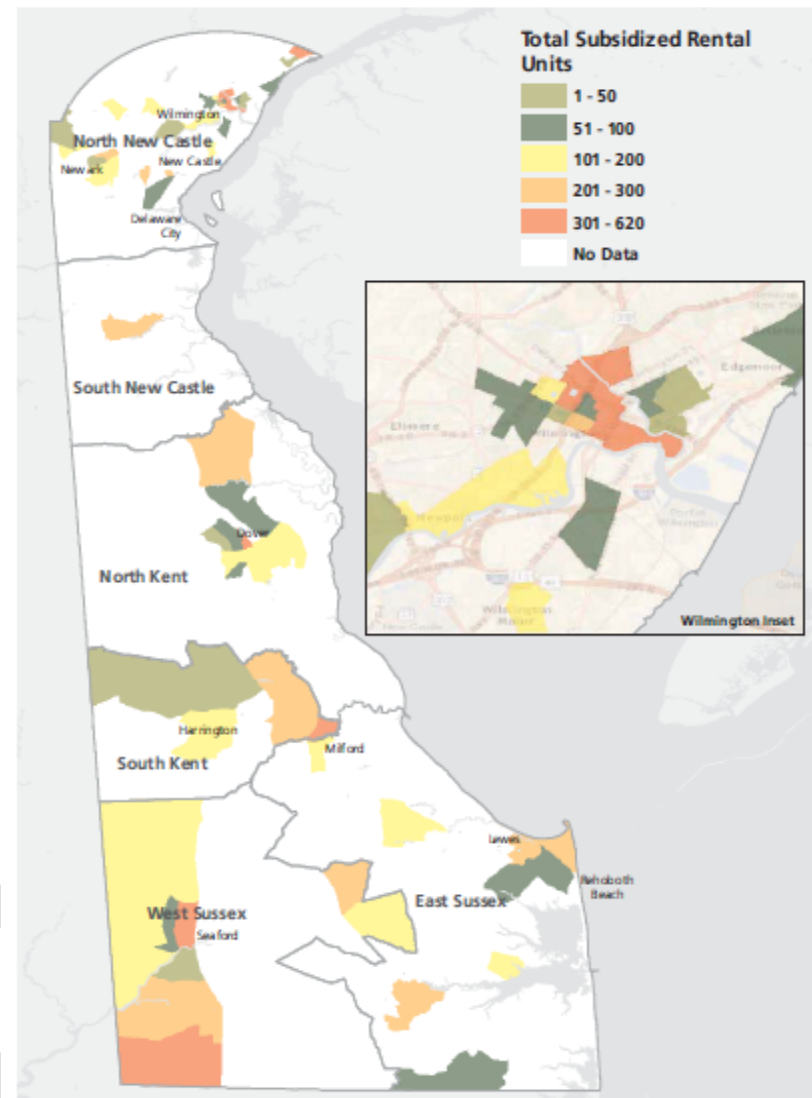 Total Subsidized Rental
Units
1 - 50
51 - 100
101 - 200
201 - 300
301 - 620
No Data
Wilmington
North New Castle
New Castle
Newark
Delaware
City
South New Castle
Dover
North Kent
Harrington
South Kent
Milford
Lewes
Rehoboth
Beach
East Sussex
West Sussex
Seaford
Edgemoor
Elsmere
Wilmington
Newport
Wilmington
Manor
Wilmington Inset